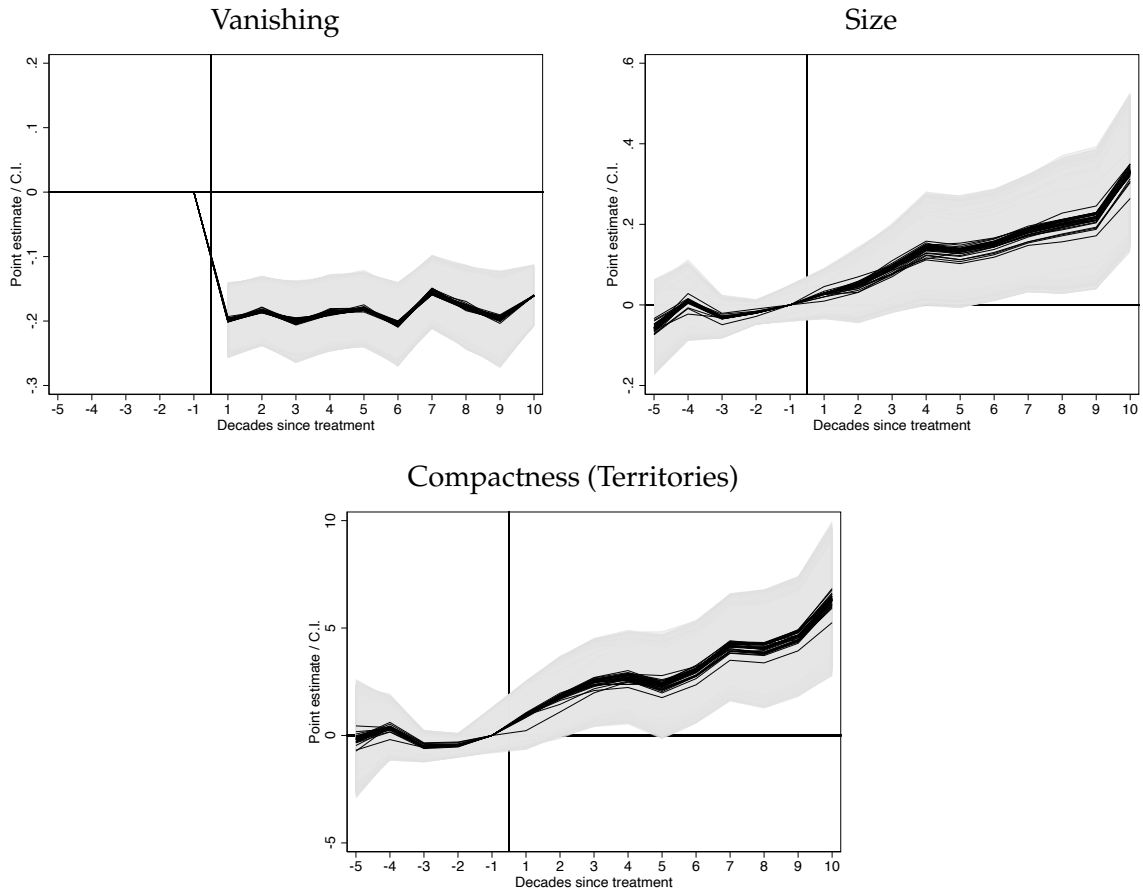 Vanishing
Point estimate / C.I.
.2
.1
0
-.1
-.2
-.3
-5 -4 -3 -2 -1 1 2 3 4 5 6 7 8 9 10
Decades since treatment
Size
Point estimate / C.I.
.6
.4
.2
0
-.2
-5 -4 -3 -2 -1 1 2 3 4 5 6 7 8 9 10
Decades since treatment
Compactness (Territories)
Point estimate / C.I.
10
5
0
-5
-5 -4 -3 -2 -1 1 2 3 4 5 6 7 8 9 10
Decades since treatment